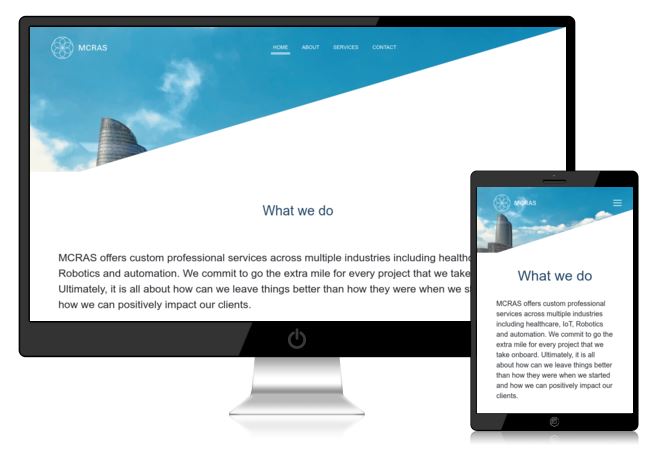 MCRAS
HOME ABOUT SERVICES CONTACT
What we do
MCRAS offers custom professional services across multiple industries including healthc
Robotics and automation. We commit to go the extra mile for every project that we take
Ultimately, it is all about how can we leave things better than how they were when we s
how we can positively impact our clients.
MCRAS
What we do
MCRAS offers custom professional
services across multiple industries
including healthcare, IoT, Robotics
and automation. We commit to go the
extra mile for every project that we
take onboard. Ultimately, it is all
about how can we leave things better
than how they were when we started
and how we can positively impact our
clients.